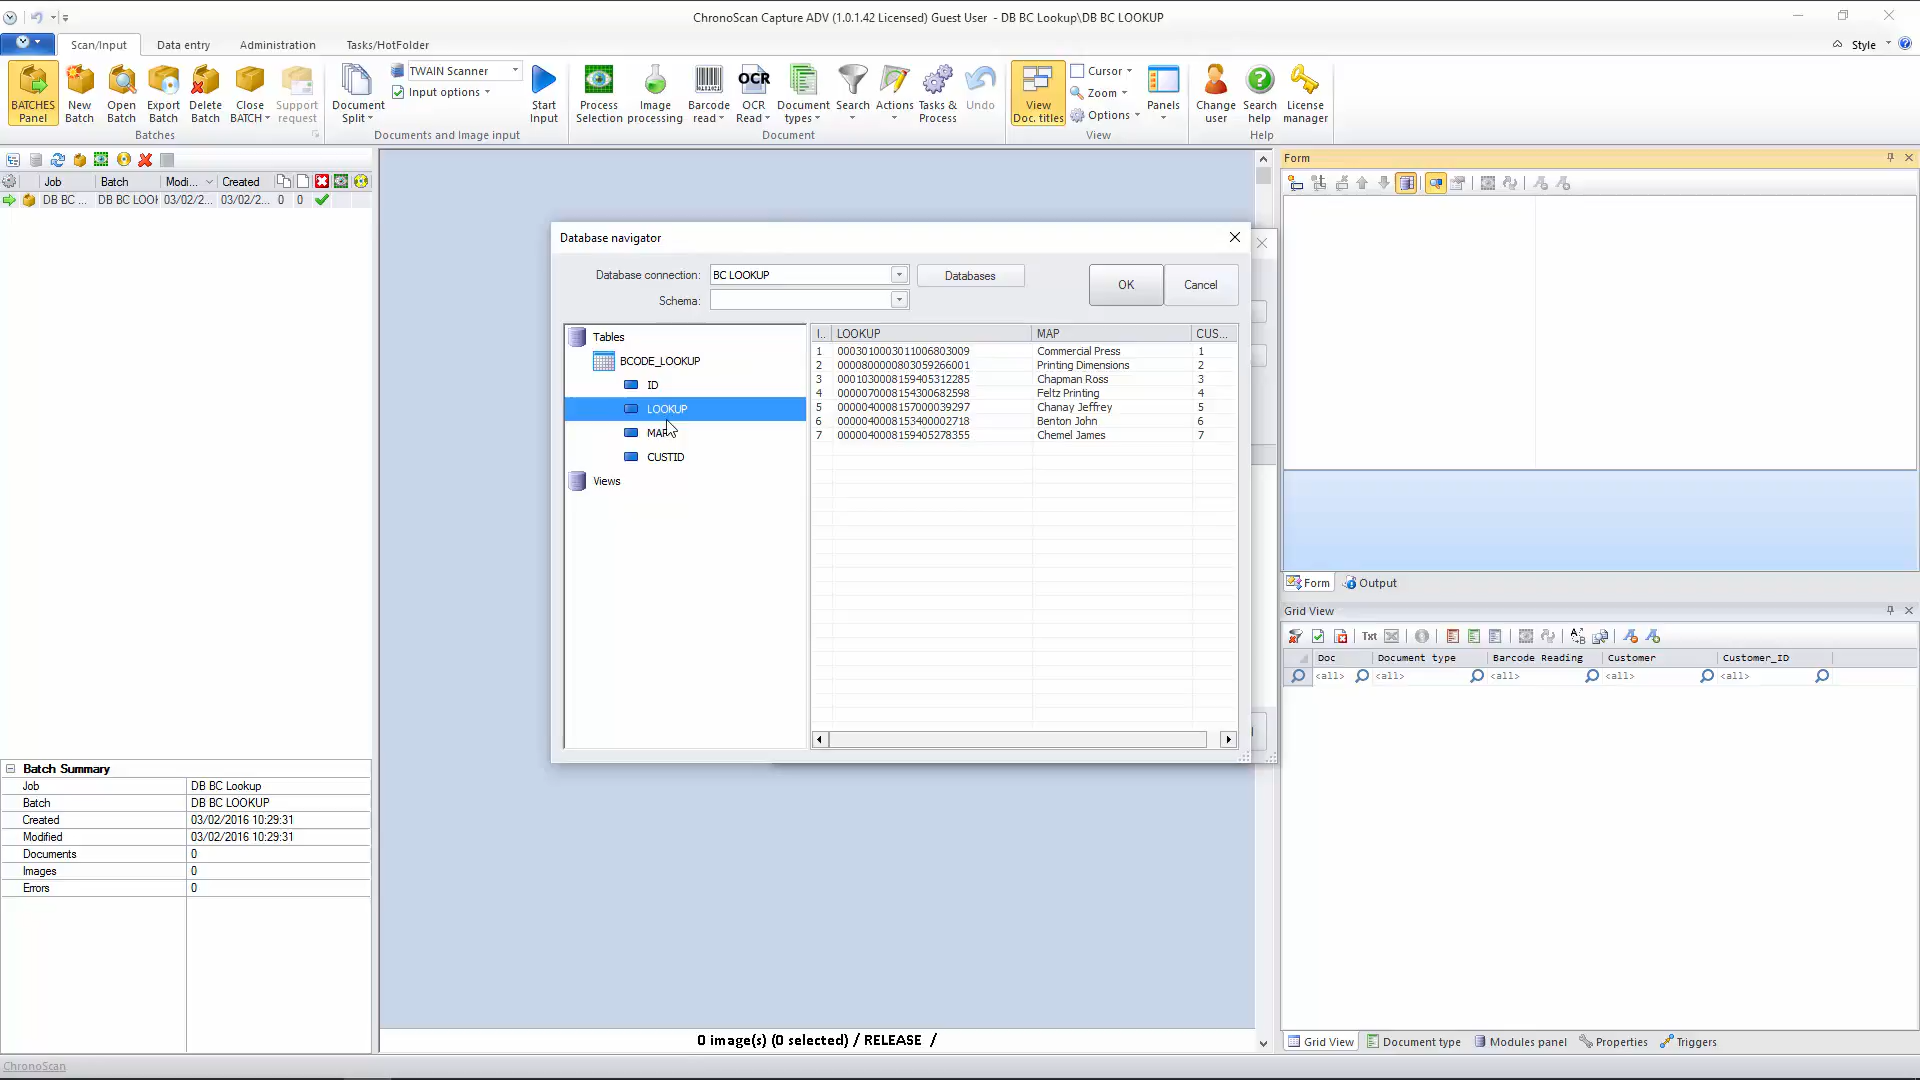 ChronoScan Capture ADV (1.0.1.42 Licensed) Guest User - DB BC Lookup\DB BC LOOKUP
Scan/Input Data entry Administration Tasks/HotFolder Style
BATCHES Panel New Batch Open Batch Export Batch Delete Batch Close BATCH Support request
Batches
Document Split TWAIN Scanner Input options Start Input
Documents and Image input
Process Selection Image processing Barcode read OCR Read Document types Search Actions Tasks & Process Undo
Document
View Doc. titles Cursor Zoom Options Panels
View
Change user Search help License manager
Help
Job Batch Modi... Created
DB BC ... DB BC LOOI 03/02/2... 03/02/2... 0 0
Database navigator
Database connection: BC LOOKUP Databases OK Cancel
Schema:
Tables
BCODE_LOOKUP
ID
LOOKUP
MAP
CUSTID
Views
I.. LOOKUP MAP CUS...
1 0003010003011006803009 Commercial Press 1
2 0000800000803059266001 Printing Dimensions 2
3 0001030008159405312285 Chapman Ross 3
4 0000070008154300682598 Feltz Printing 4
5 0000040008157000039297 Chanay Jeffrey 5
6 0000040008153400002718 Benton John 6
7 0000040008159405278355 Chemel James 7
Form
Form Output
Grid View
Txt
Doc Document type Barcode Reading Customer Customer_ID
<all> <all> <all> <all> <all>
Batch Summary
Job DB BC Lookup
Batch DB BC LOOKUP
Created 03/02/2016 10:29:31
Modified 03/02/2016 10:29:31
Documents 0
Images 0
Errors 0
0 image(s) (0 selected) / RELEASE /
Grid View Document type Modules panel Properties Triggers
ChronoScan